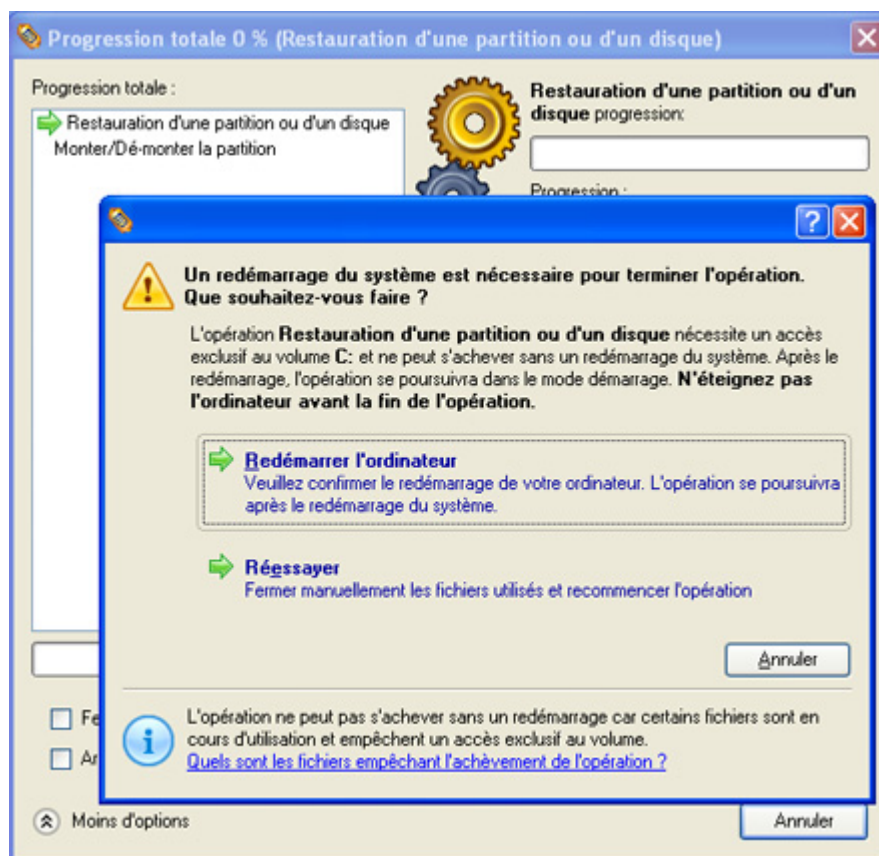 Progression totale 0 % (Restauration d'une partition ou d'un disque)
Progression totale :
Restauration d'une partition ou d'un disque
Monter/Dé-monter la partition
Restauration d'une partition ou d'un
disque progression:
Progression :
Un redémarrage du système est nécessaire pour terminer l'opération.
Que souhaitez-vous faire ?
L'opération Restauration d'une partition ou d'un disque nécessite un accès
exclusif au volume C: et ne peut s'achever sans un redémarrage du système. Après le
redémarrage, l'opération se poursuivra dans le mode démarrage. N'éteignez pas
l'ordinateur avant la fin de l'opération.
Redémarrer l'ordinateur
Veuillez confirmer le redémarrage de votre ordinateur. L'opération se poursuivra
après le redémarrage du système.
Réessayer
Fermer manuellement les fichiers utilisés et recommencer l'opération
Annuler
L'opération ne peut pas s'achever sans un redémarrage car certains fichiers sont en
cours d'utilisation et empêchent un accès exclusif au volume.
Quels sont les fichiers empêchant l'achèvement de l'opération ?
Fe
Ar
Moins d'options
Annuler